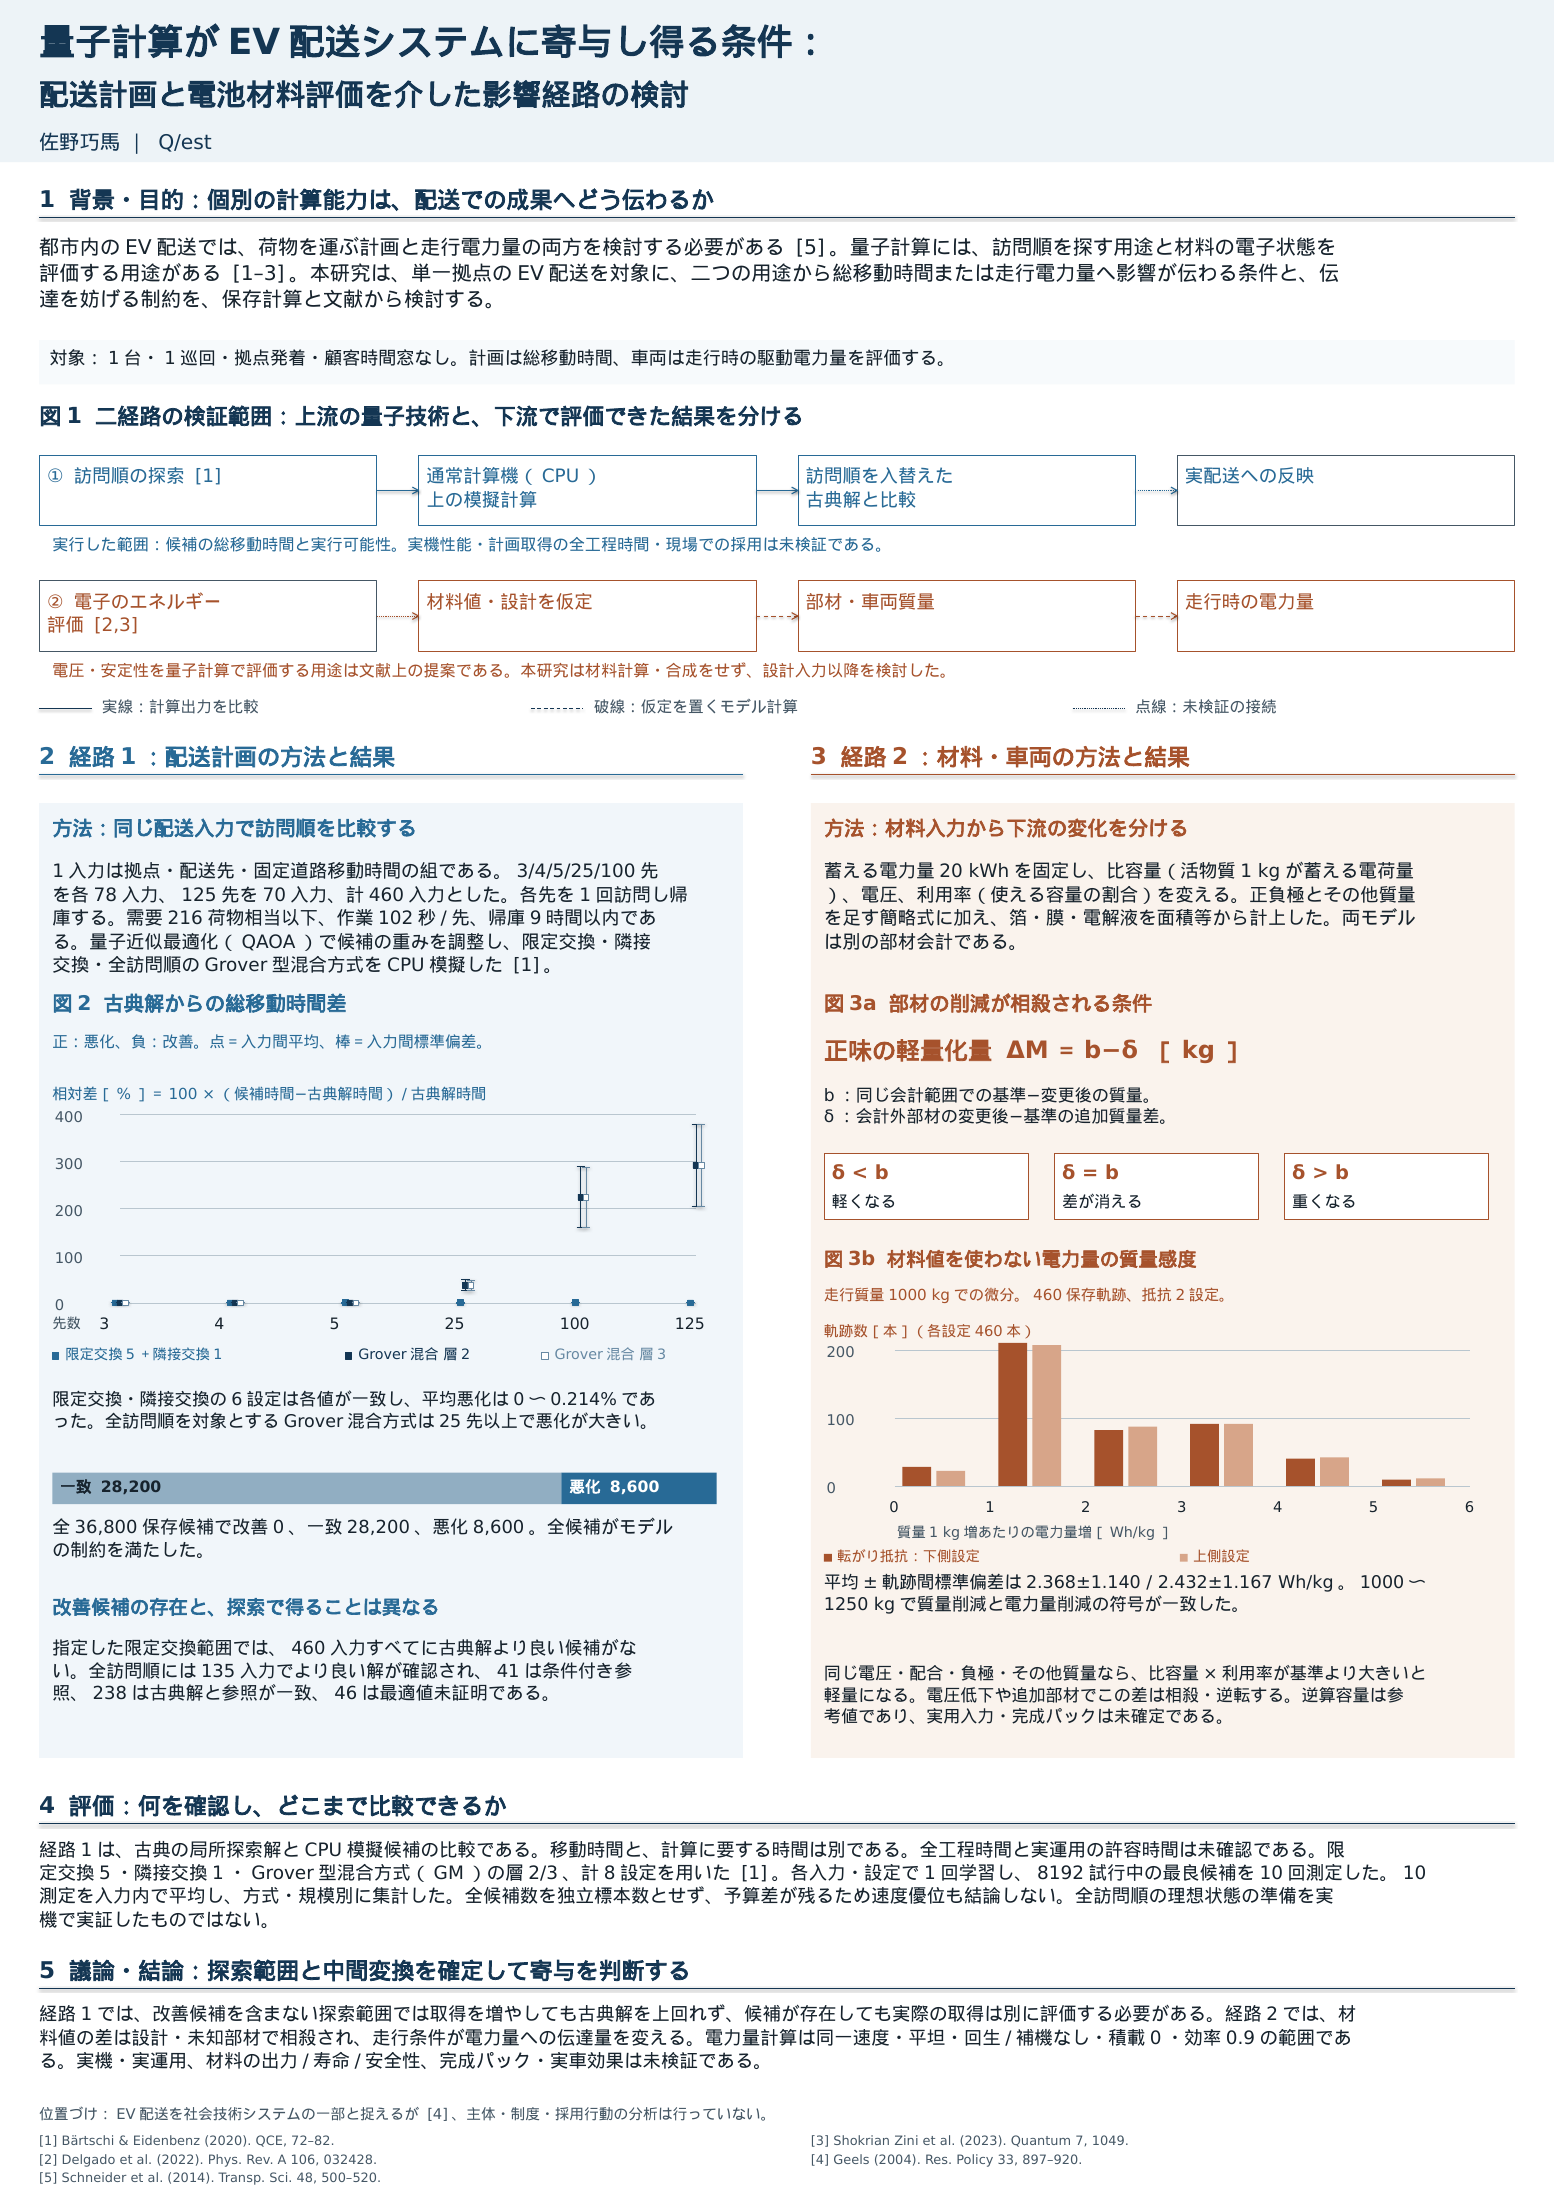 量子計算が EV 配送システムに寄与し得る条件：
配送計画と電池材料評価を介した影響経路の検討
佐野巧馬 | Q/est
1 背景・目的：個別の計算能力は、配送での成果へどう伝わるか
都市内の EV 配送では、荷物を運ぶ計画と走行電力量の両方を検討する必要がある [5]。量子計算には、訪問順を探す用途と材料の電子状態を
評価する用途がある [1–3]。本研究は、単一拠点の EV 配送を対象に、二つの用途から総移動時間または走行電力量へ影響が伝わる条件と、伝
達を妨げる制約を、保存計算と文献から検討する。
対象：1 台・1 巡回・拠点発着・顧客時間窓なし。計画は総移動時間、車両は走行時の駆動電力量を評価する。
図 1 二経路の検証範囲：上流の量子技術と、下流で評価できた結果を分ける
① 訪問順の探索 [1]
通常計算機（ CPU ）
上の模擬計算
訪問順を入替えた
古典解と比較
実配送への反映
実行した範囲：候補の総移動時間と実行可能性。実機性能・計画取得の全工程時間・現場での採用は未検証である。
② 電子のエネルギー
評価 [2,3]
材料値・設計を仮定
部材・車両質量
走行時の電力量
電圧・安定性を量子計算で評価する用途は文献上の提案である。本研究は材料計算・合成をせず、設計入力以降を検討した。
実線：計算出力を比較
破線：仮定を置くモデル計算
点線：未検証の接続
2 経路 1 ：配送計画の方法と結果
方法：同じ配送入力で訪問順を比較する
1 入力は拠点・配送先・固定道路移動時間の組である。 3/4/5/25/100 先
を各 78 入力、 125 先を 70 入力、計 460 入力とした。各先を 1 回訪問し帰
庫する。需要 216 荷物相当以下、作業 102 秒 / 先、帰庫 9 時間以内であ
る。量子近似最適化（ QAOA ）で候補の重みを調整し、限定交換・隣接
交換・全訪問順の Grover 型混合方式を CPU 模擬した [1]。
図 2 古典解からの総移動時間差
正：悪化、負：改善。点 = 入力間平均、棒 = 入力間標準偏差。
相対差 [ % ] = 100 × （ 候補時間−古典解時間 ）/ 古典解時間
400
300
200
100
0
先数 3 4 5 25 100 125
限定交換 5 + 隣接交換 1
Grover 混合 層 2
Grover 混合 層 3
限定交換・隣接交換の 6 設定は各値が一致し、平均悪化は 0 〜 0.214% であ
った。全訪問順を対象とする Grover 混合方式は 25 先以上で悪化が大きい。
一致 28,200
悪化 8,600
全 36,800 保存候補で改善 0 、一致 28,200 、悪化 8,600 。全候補がモデル
の制約を満たした。
改善候補の存在と、探索で得ることは異なる
指定した限定交換範囲では、 460 入力すべてに古典解より良い候補がな
い。全訪問順には 135 入力でより良い解が確認され、 41 は条件付き参
照、 238 は古典解と参照が一致、 46 は最適値未証明である。
3 経路 2 ：材料・車両の方法と結果
方法：材料入力から下流の変化を分ける
蓄える電力量 20 kWh を固定し、比容量（ 活物質 1 kg が蓄える電荷量
）、電圧、利用率（ 使える容量の割合 ）を変える。正負極とその他質量
を足す簡略式に加え、箔・膜・電解液を面積等から計上した。両モデル
は別の部材会計である。
図 3a 部材の削減が相殺される条件
正味の軽量化量 ΔM = b−δ [ kg ]
b ：同じ会計範囲での基準−変更後の質量。
δ ：会計外部材の変更後−基準の追加質量差。
δ < b
軽くなる
δ = b
差が消える
δ > b
重くなる
図 3b 材料値を使わない電力量の質量感度
走行質量 1000 kg での微分。 460 保存軌跡、抵抗 2 設定。
軌跡数 [ 本 ]（ 各設定 460 本 ）
200
100
0
0 1 2 3 4 5 6
質量 1 kg 増あたりの電力量増 [ Wh/kg ]
転がり抵抗：下側設定
上側設定
平均 ± 軌跡間標準偏差は 2.368±1.140 / 2.432±1.167 Wh/kg 。 1000 〜
1250 kg で質量削減と電力量削減の符号が一致した。
同じ電圧・配合・負極・その他質量なら、比容量 × 利用率が基準より大きいと
軽量になる。電圧低下や追加部材でこの差は相殺・逆転する。逆算容量は参
考値であり、実用入力・完成パックは未確定である。
4 評価：何を確認し、どこまで比較できるか
経路 1 は、古典の局所探索解と CPU 模擬候補の比較である。移動時間と、計算に要する時間は別である。全工程時間と実運用の許容時間は未確認である。限
定交換 5 ・隣接交換 1 ・ Grover 型混合方式（ GM ）の層 2/3 、計 8 設定を用いた [1]。各入力・設定で 1 回学習し、 8192 試行中の最良候補を 10 回測定した。 10
測定を入力内で平均し、方式・規模別に集計した。全候補数を独立標本数とせず、予算差が残るため速度優位も結論しない。全訪問順の理想状態の準備を実
機で実証したものではない。
5 議論・結論：探索範囲と中間変換を確定して寄与を判断する
経路 1 では、改善候補を含まない探索範囲では取得を増やしても古典解を上回れず、候補が存在しても実際の取得は別に評価する必要がある。経路 2 では、材
料値の差は設計・未知部材で相殺され、走行条件が電力量への伝達量を変える。電力量計算は同一速度・平坦・回生 / 補機なし・積載 0 ・効率 0.9 の範囲であ
る。実機・実運用、材料の出力 / 寿命 / 安全性、完成パック・実車効果は未検証である。
位置づけ： EV 配送を社会技術システムの一部と捉えるが [4]、主体・制度・採用行動の分析は行っていない。
[1] Bärtschi & Eidenbenz (2020). QCE, 72–82.
[2] Delgado et al. (2022). Phys. Rev. A 106, 032428.
[5] Schneider et al. (2014). Transp. Sci. 48, 500–520.
[3] Shokrian Zini et al. (2023). Quantum 7, 1049.
[4] Geels (2004). Res. Policy 33, 897–920.